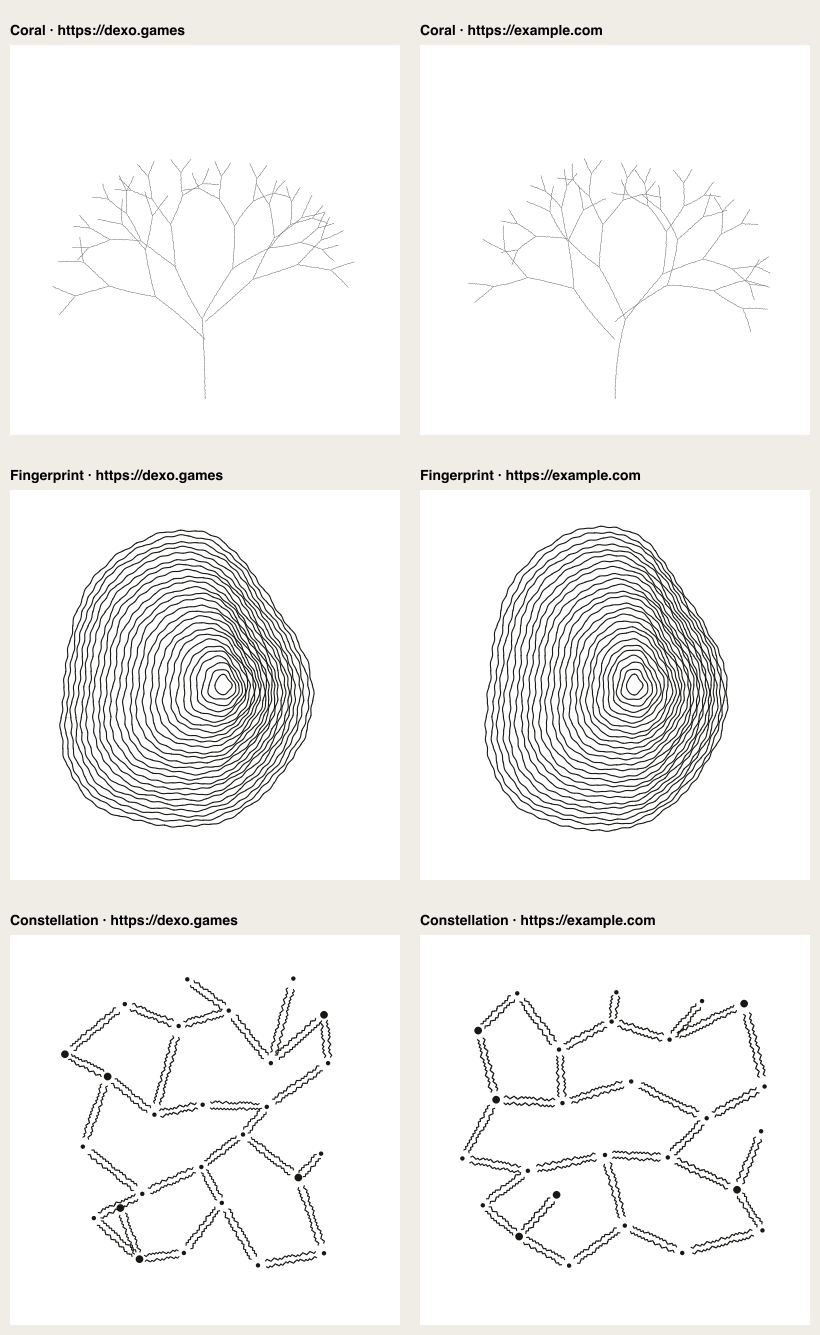 Coral · https://dexo.games
Coral · https://example.com
Fingerprint · https://dexo.games
Fingerprint · https://example.com
Constellation · https://dexo.games
Constellation · https://example.com